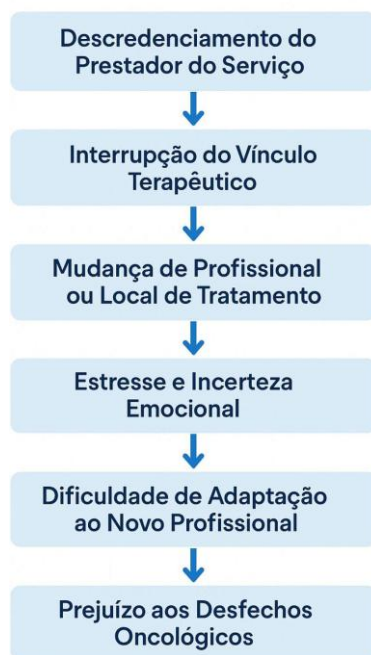 Descredenciamento do
Prestador do Serviço
Interrupção do Vínculo
Terapêutico
Mudança de Profissional
ou Local de Tratamento
Estresse e Incerteza
Emocional
Dificuldade de Adaptação
ao Novo Profissional
Prejuízo aos Desfechos
Oncológicos